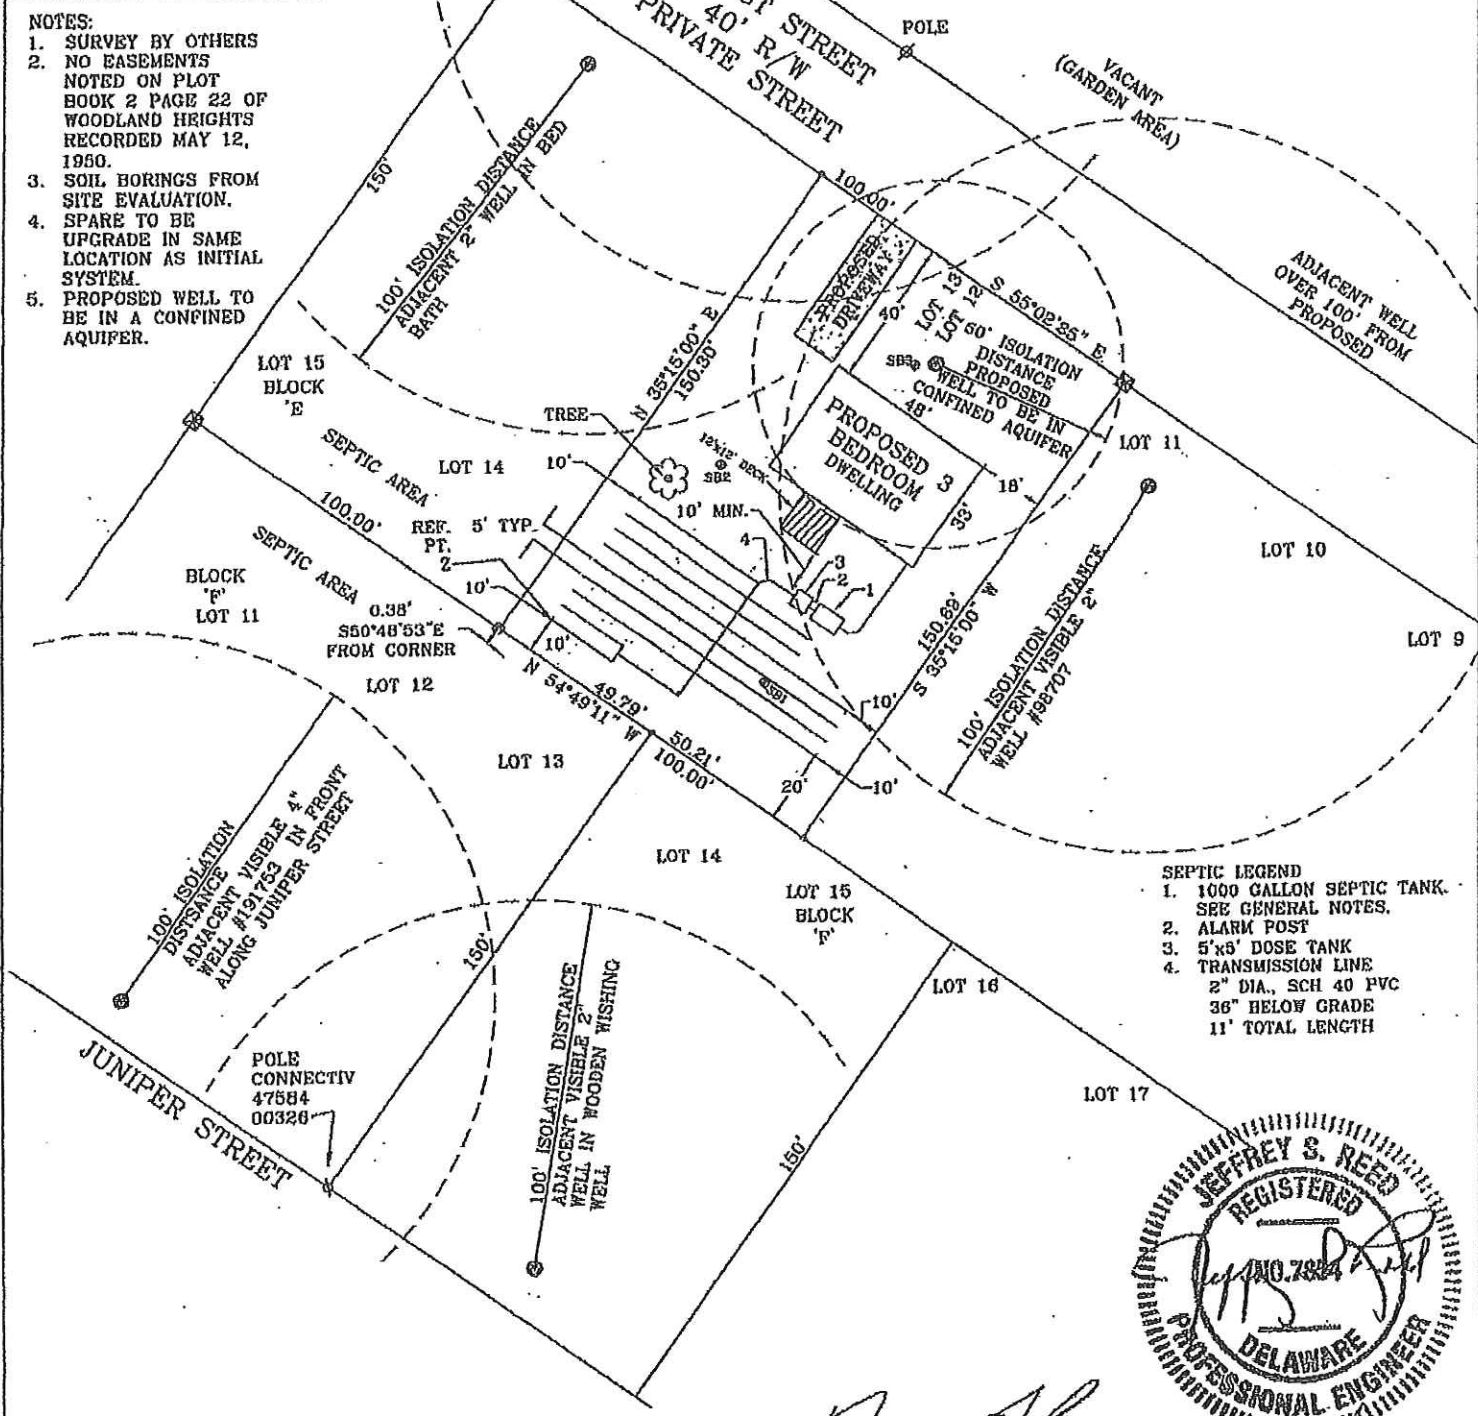 NOTES:
1. SURVEY BY OTHERS
2. NO EASEMENTS
NOTED ON PLOT
BOOK 2 PAGE 22 OF
WOODLAND HEIGHTS
RECORDED MAY 12,
1950.
3. SOIL BORINGS FROM
SITE EVALUATION.
4. SPARE TO BE
UPGRADE IN SAME
LOCATION AS INITIAL
SYSTEM.
5. PROPOSED WELL TO
BE IN A CONFINED
AQUIFER.
STREET
40' R/W
PRIVATE STREET
POLE
VACANT
(GARDEN AREA)
ADJACENT WELL
OVER 100' FROM
PROPOSED
150'
100' ISOLATION DISTANCE
ADJACENT 2" WELL IN BED
BATH
100.00'
PROPOSED
DRIVEWAY
40'
LOT 13
LOT 12
S 55°02'25" E
60' ISOLATION
DISTANCE
PROPOSED
WELL TO BE IN
CONFINED AQUIFER
N 35°15'00" E
150.30'
LOT 15
BLOCK
'E
TREE
SEPTIC AREA
LOT 14
10'
12'x12' DECK
SB2
48'
PROPOSED 3
BEDROOM
DWELLING
18'
33'
LOT 11
LOT 10
LOT 9
100.00'
SEPTIC AREA
REF.
PT.
5' TYP.
10' MIN.
4
3
2
1
10'
10'
BLOCK
'F'
LOT 11
0.38'
S50°48'53"E
FROM CORNER
LOT 12
N 54°49'11" W
49.79'
50.21'
100.00'
SB1
10'
20'
10'
150.69'
S 35°15'00" W
100' ISOLATION DISTANCE
ADJACENT VISIBLE 2"
WELL #98707
LOT 13
LOT 14
LOT 15
BLOCK
'F'
LOT 16
LOT 17
100' ISOLATION
DISTSANCE
ADJACENT VISIBLE 4"
WELL #191753 IN FRONT
ALONG JUNIPER STREET
150'
100' ISOLATION DISTANCE
ADJACENT VISIBLE 2"
WELL IN WOODEN WISHING
WELL
150'
POLE
CONNECTIV
47584
00326
JUNIPER STREET
SEPTIC LEGEND
1. 1000 GALLON SEPTIC TANK.
SEE GENERAL NOTES.
2. ALARM POST
3. 5'x5' DOSE TANK
4. TRANSMISSION LINE
2" DIA., SCH 40 PVC
36" BELOW GRADE
11' TOTAL LENGTH
JEFFREY S. REED
REGISTERED
DELAWARE
PROFESSIONAL ENGINEER